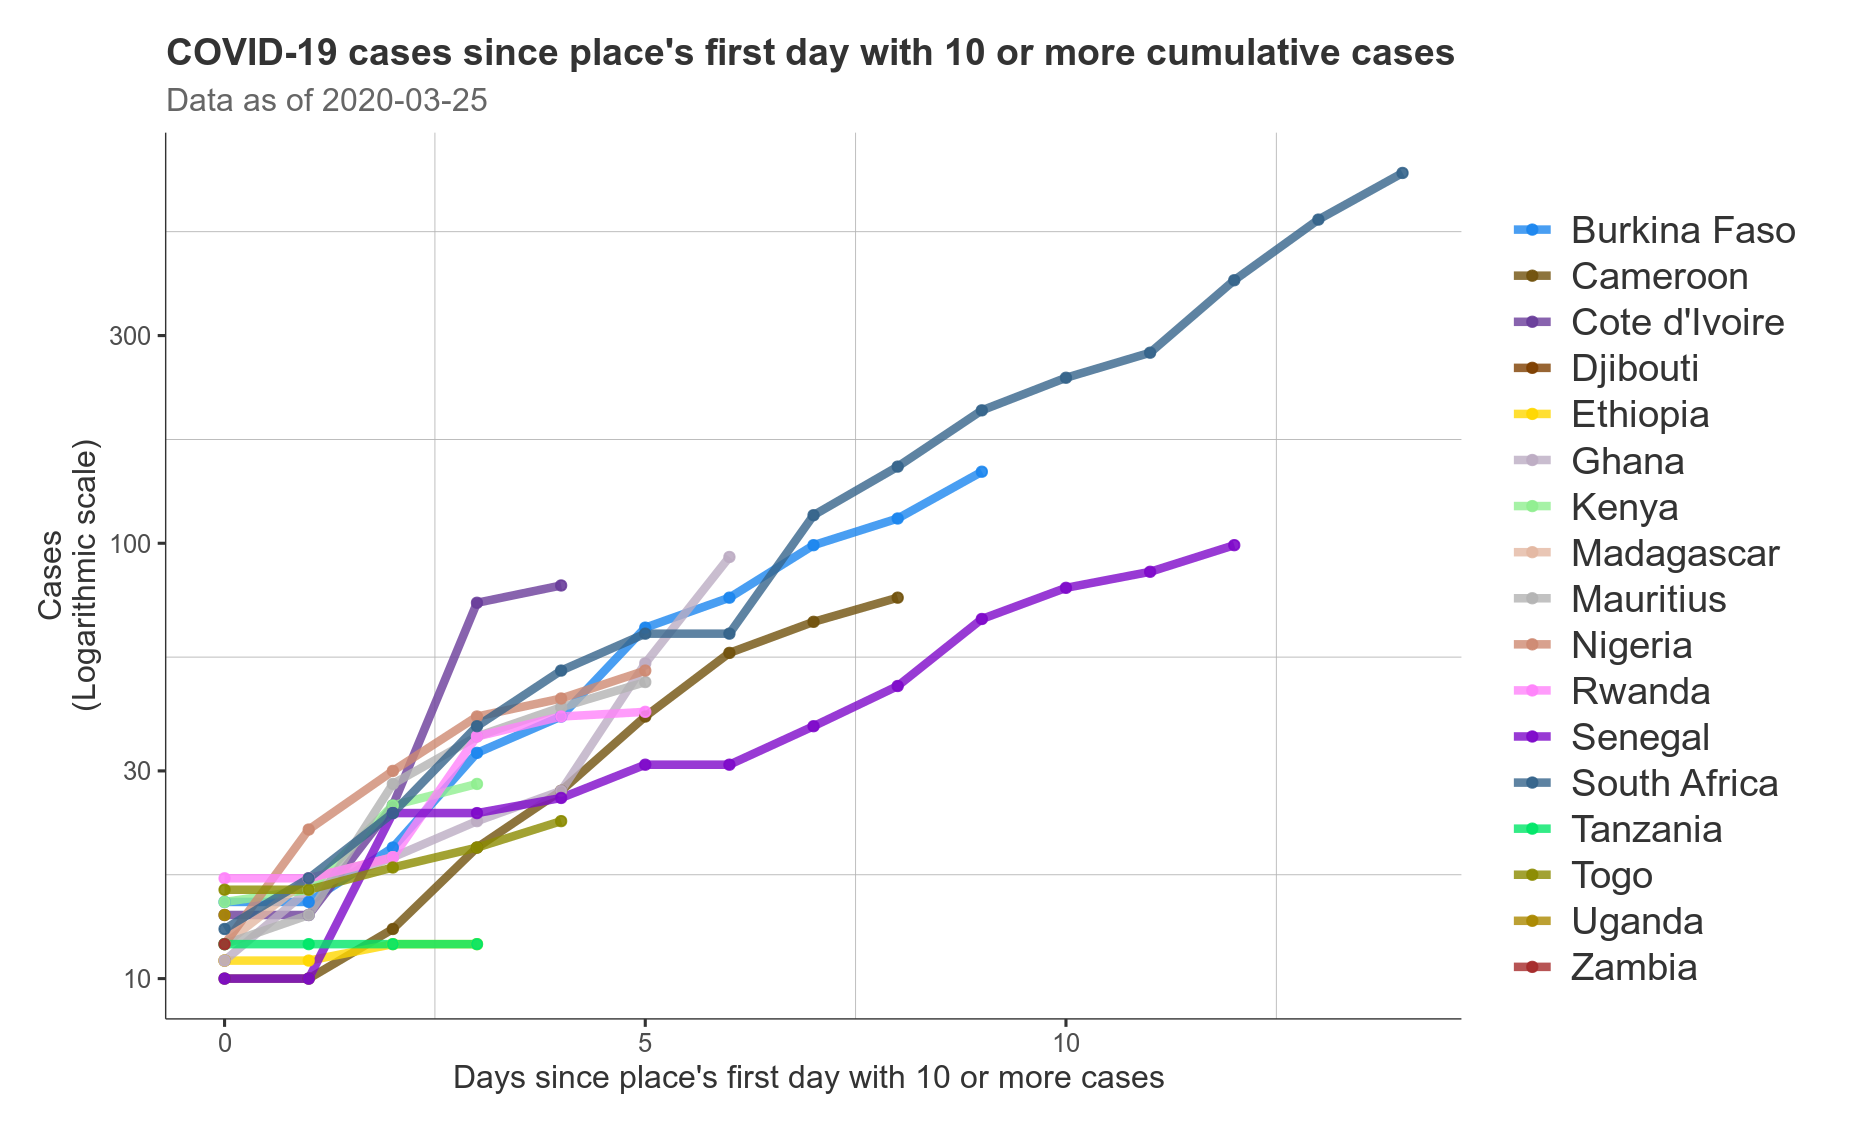 COVID-19 cases since place's first day with 10 or more cumulative cases
Data as of 2020-03-25
Cases
(Logarithmic scale)
300
100
30
10
0
5
10
Days since place's first day with 10 or more cases
Burkina Faso
Cameroon
Cote d'Ivoire
Djibouti
Ethiopia
Ghana
Kenya
Madagascar
Mauritius
Nigeria
Rwanda
Senegal
South Africa
Tanzania
Togo
Uganda
Zambia